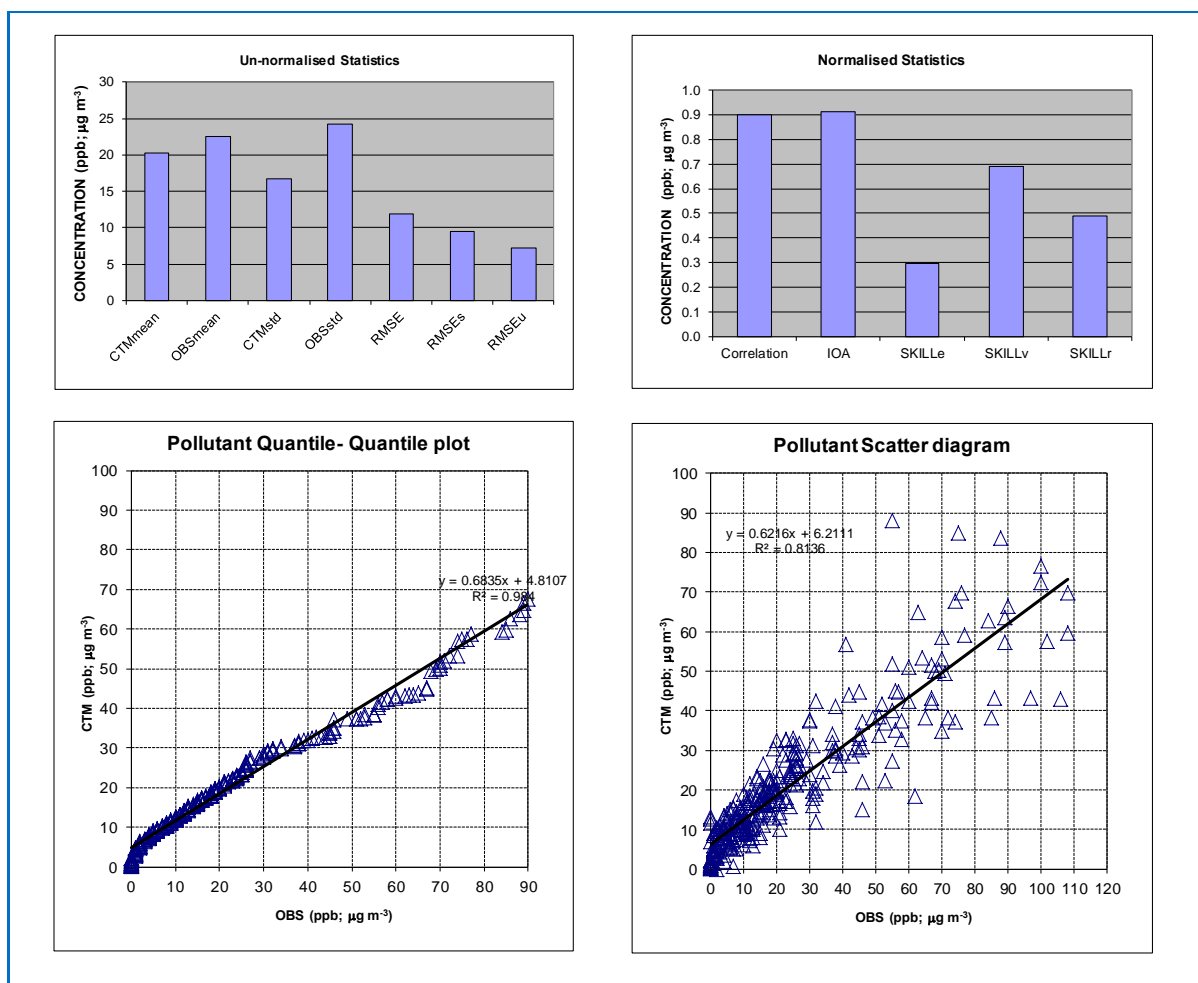 Un-normalised Statistics
30
25
20
15
10
5
0
CONCENTRATION (ppb; µg m-3)
CTMmean
OBSmean
CTMstd
OBSstd
RMSE
RMSEs
RMSEu
Normalised Statistics
1.0
0.9
0.8
0.7
0.6
0.5
0.4
0.3
0.2
0.1
0.0
CONCENTRATION (ppb; µg m-3)
Correlation IOA SKILLe SKILLv SKILLr
Pollutant Quantile- Quantile plot
100
90
80
70
60
50
40
30
20
10
0
CTM (ppb; µg m-3)
y = 0.6835x + 4.8107
R² = 0.984
0 10 20 30 40 50 60 70 80 90
OBS (ppb; µg m-3)
Pollutant Scatter diagram
100
90
80
70
60
50
40
30
20
10
0
CTM (ppb; µg m-3)
y = 0.6216x + 6.2111
R² = 0.8136
0 10 20 30 40 50 60 70 80 90 100 110 120
OBS (ppb; µg m-3)